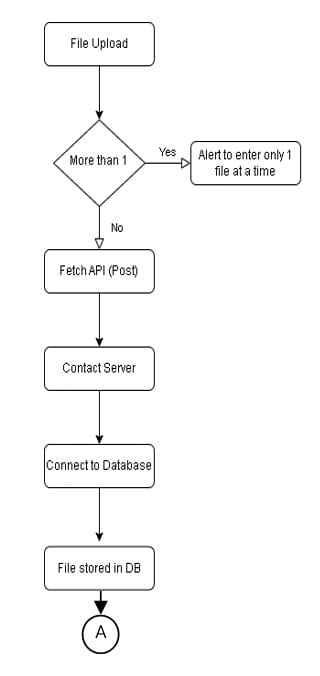 File Upload
More than 1
Yes
Alert to enter only 1
file at a time
No
Fetch API (Post)
Contact Server
Connect to Database
File stored in DB
A